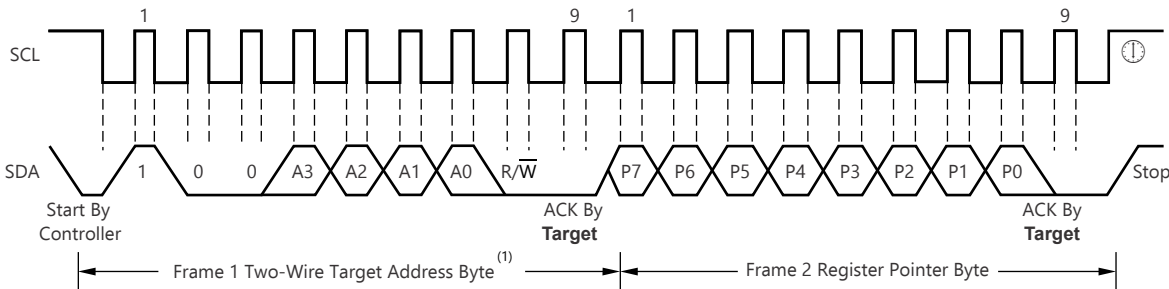 1 9 1 9
SCL
SDA 1 0 0 A3 A2 A1 A0 R/W̅ P7 P6 P5 P4 P3 P2 P1 P0 Stop
Start By ACK By ACK By
Controller Target Target
Frame 1 Two-Wire Target Address Byte(1) Frame 2 Register Pointer Byte